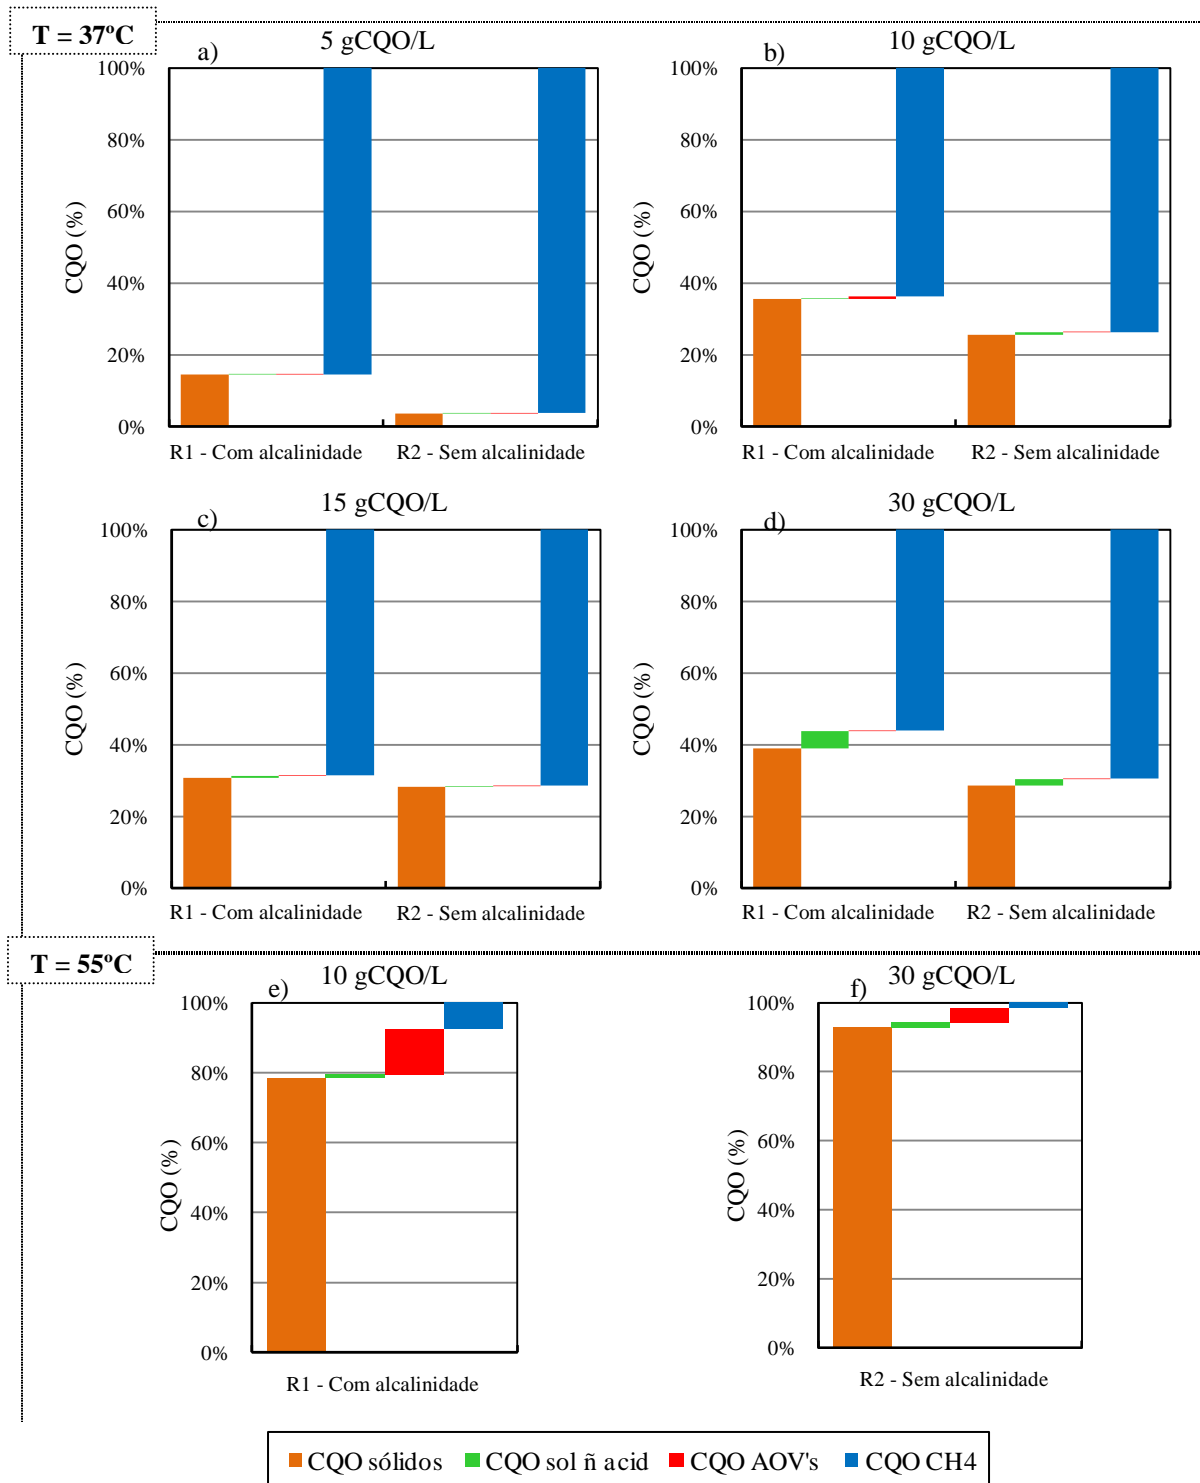 T = 37ºC
5 gCQO/L
10 gCQO/L
a)
b)
100%
80%
60%
40%
20%
0%
CQO (%)
R1 - Com alcalinidade
R2 - Sem alcalinidade
100%
80%
60%
40%
20%
0%
CQO (%)
R1 - Com alcalinidade
R2 - Sem alcalinidade
15 gCQO/L
30 gCQO/L
c)
d)
100%
80%
60%
40%
20%
0%
CQO (%)
R1 - Com alcalinidade
R2 - Sem alcalinidade
100%
80%
60%
40%
20%
0%
CQO (%)
R1 - Com alcalinidade
R2 - Sem alcalinidade
T = 55ºC
10 gCQO/L
30 gCQO/L
e)
f)
100%
80%
60%
40%
20%
0%
CQO (%)
R1 - Com alcalinidade
100%
80%
60%
40%
20%
0%
CQO (%)
R2 - Sem alcalinidade
CQO sólidos
CQO sol ñ acid
CQO AOV's
CQO CH4